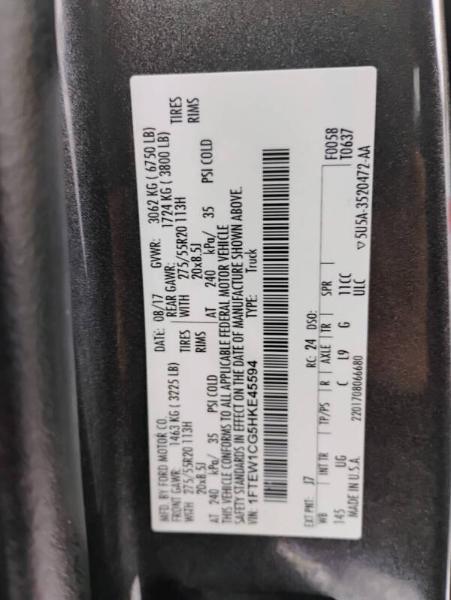 MFD. BY FORD MOTOR CO.
DATE: 08/17 GVWR: 3062 KG ( 6750 LB)
FRONT GAWR: 1463 KG ( 3225 LB) REAR GAWR: 1724 KG ( 3800 LB)
WITH 275/55R20 113H TIRES WITH 275/55R20 113H TIRES
20x8.5J RIMS 20x8.5J RIMS
AT 240 kPa/ 35 PSI COLD AT 240 kPa/ 35 PSI COLD
THIS VEHICLE CONFORMS TO ALL APPLICABLE FEDERAL MOTOR VEHICLE
SAFETY STANDARDS IN EFFECT ON THE DATE OF MANUFACTURE SHOWN ABOVE.
VIN: 1FTEW1CG5HKE45594 TYPE: Truck
F0058
T0637
EXT PNT: J7 RC: 24 DSO:
WB INT TR TP/PS R AXLE TR SPR
145 UG C L9 G 11CC
ULC
2201708066680
MADE IN U.S.A.
▽5U5A-3520472-AA